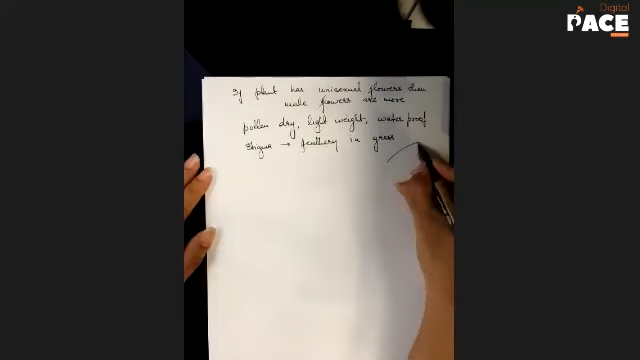 Digital
PACE
If plant has unisexual flowers then
male flowers are more
pollen dry, light weight, water proof
Stigma → feathery in grass